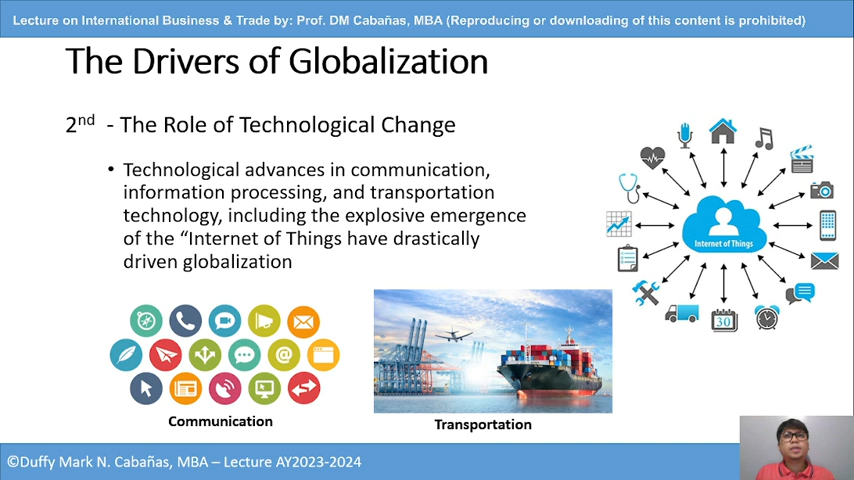 Lecture on International Business & Trade by: Prof. DM Cabañas, MBA (Reproducing or downloading of this content is prohibited)
The Drivers of Globalization
2nd - The Role of Technological Change
• Technological advances in communication,
information processing, and transportation
technology, including the explosive emergence
of the “Internet of Things have drastically
driven globalization
Internet of Things
30
@
Communication
Transportation
©Duffy Mark N. Cabañas, MBA – Lecture AY2023-2024